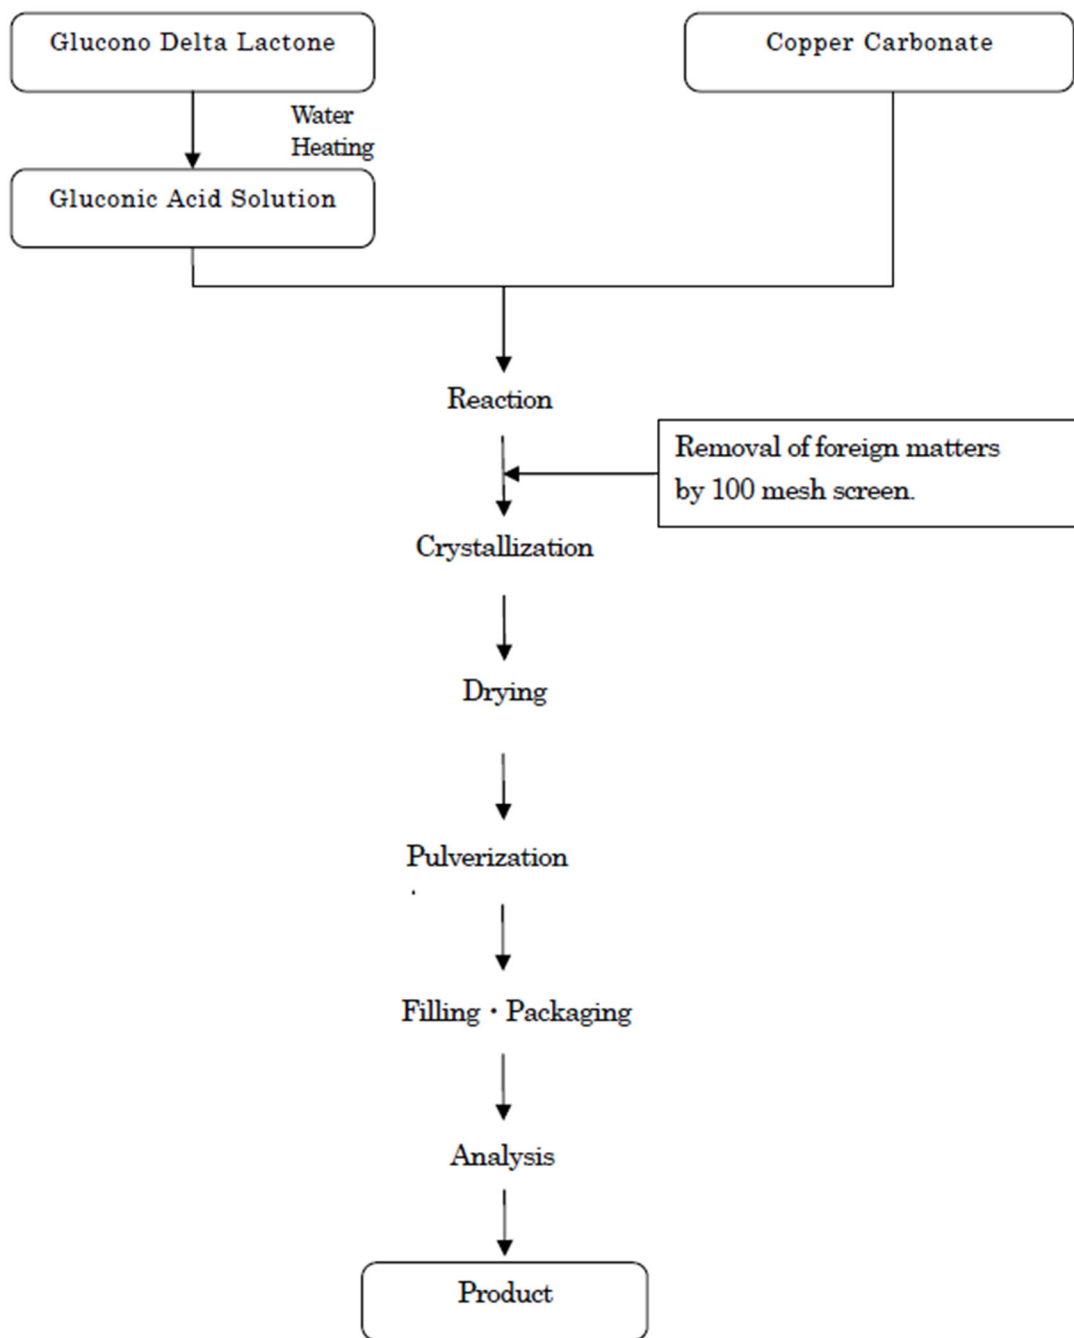 Glucono Delta Lactone
Copper Carbonate
Water
Heating
Gluconic Acid Solution
Reaction
Removal of foreign matters
by 100 mesh screen.
Crystallization
Drying
Pulverization
Filling・Packaging
Analysis
Product